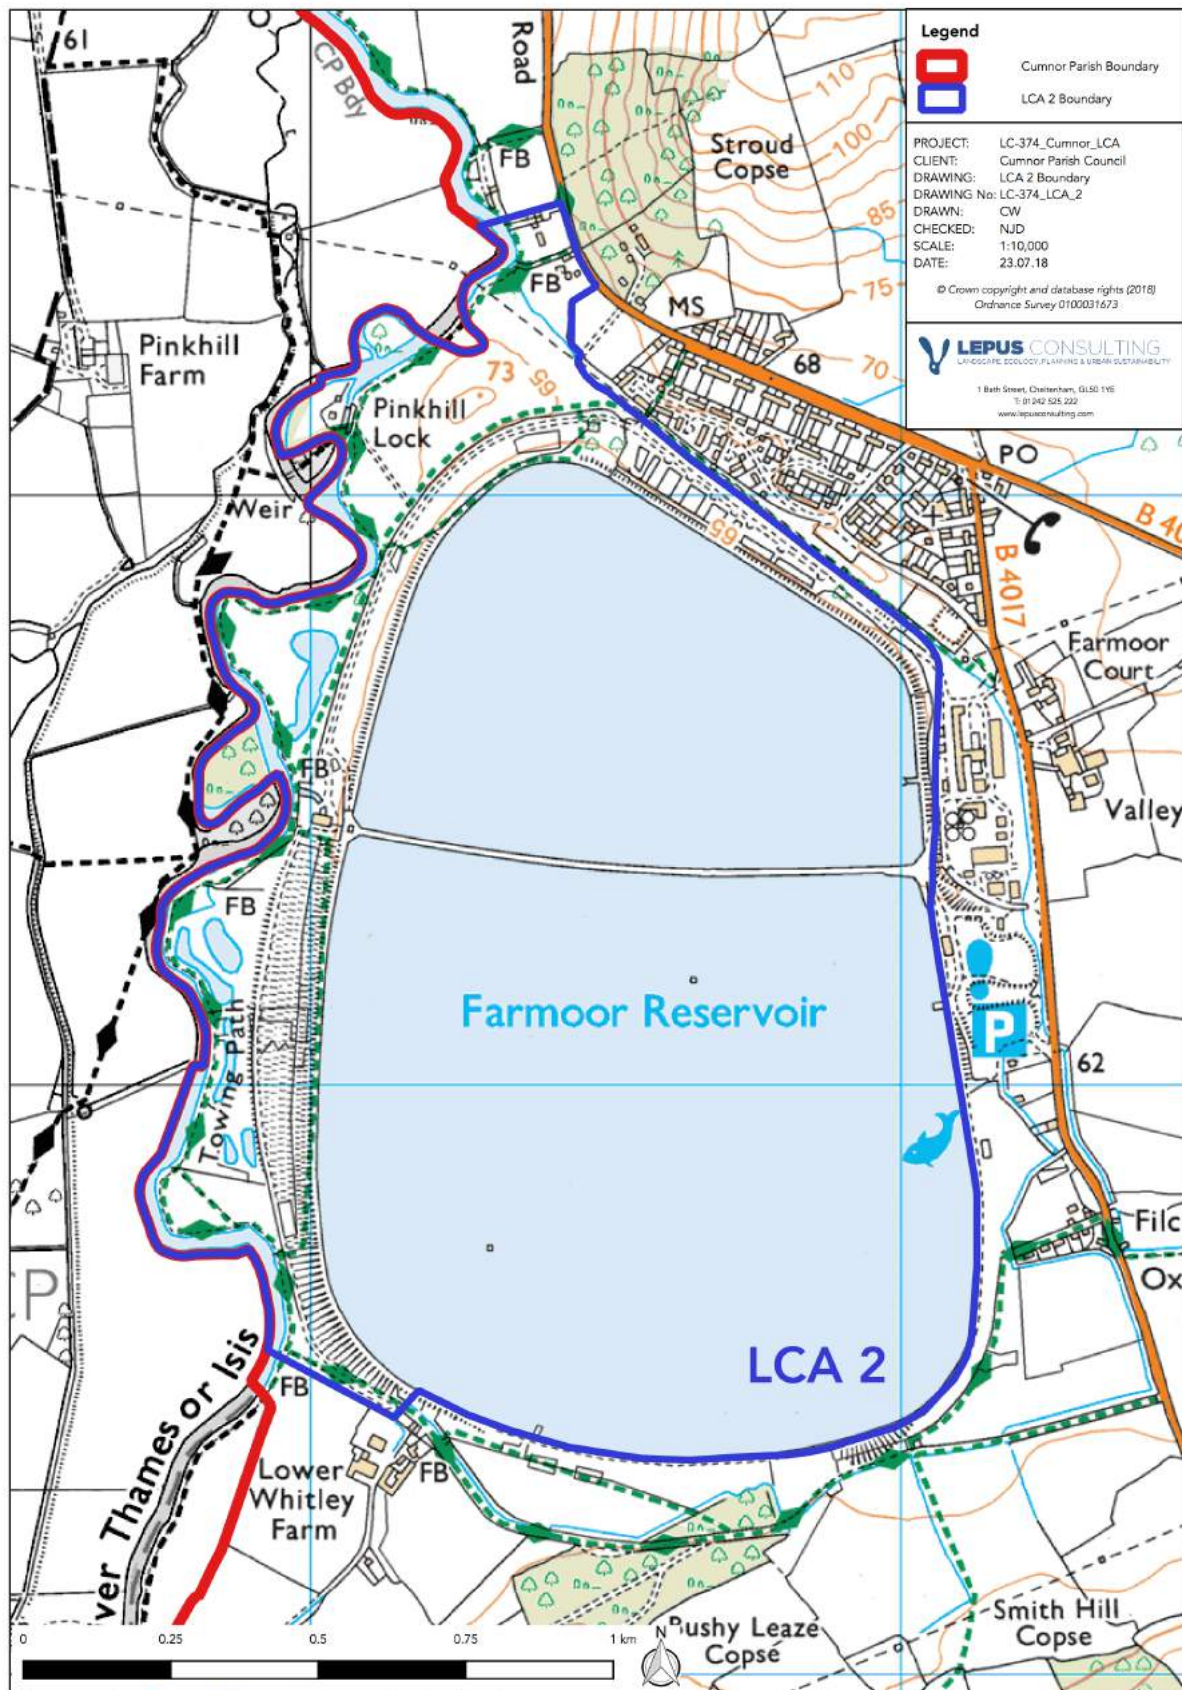 61
CP Bdy
Road
FB
Stroud
Copse
110
100
85
75
MS
70
68
FB
Pinkhill
Farm
73
65
Pinkhill
Lock
Weir
PO
B 40
B 4017
65
Farmoor
Court
Valley
FB
FB
Towing Path
Farmoor Reservoir
P
62
Filc
Ox
CP
LCA 2
ver Thames or Isis
FB
FB
Lower
Whitley
Farm
Bushy Leaze
Copse
Smith Hill
Copse
0 0.25 0.5 0.75 1 km
N
Legend
Cumnor Parish Boundary
LCA 2 Boundary
PROJECT: LC-374_Cumnor_LCA
CLIENT: Cumnor Parish Council
DRAWING: LCA 2 Boundary
DRAWING No: LC-374_LCA_2
DRAWN: CW
CHECKED: NJD
SCALE: 1:10,000
DATE: 23.07.18
© Crown copyright and database rights (2018)
Ordnance Survey 0100031673
LEPUS CONSULTING
LANDSCAPE, ECOLOGY, PLANNING & URBAN SUSTAINABILITY
1 Bath Street, Cheltenham, GL50 1YE
T: 01242 525 222
www.lepusconsulting.com